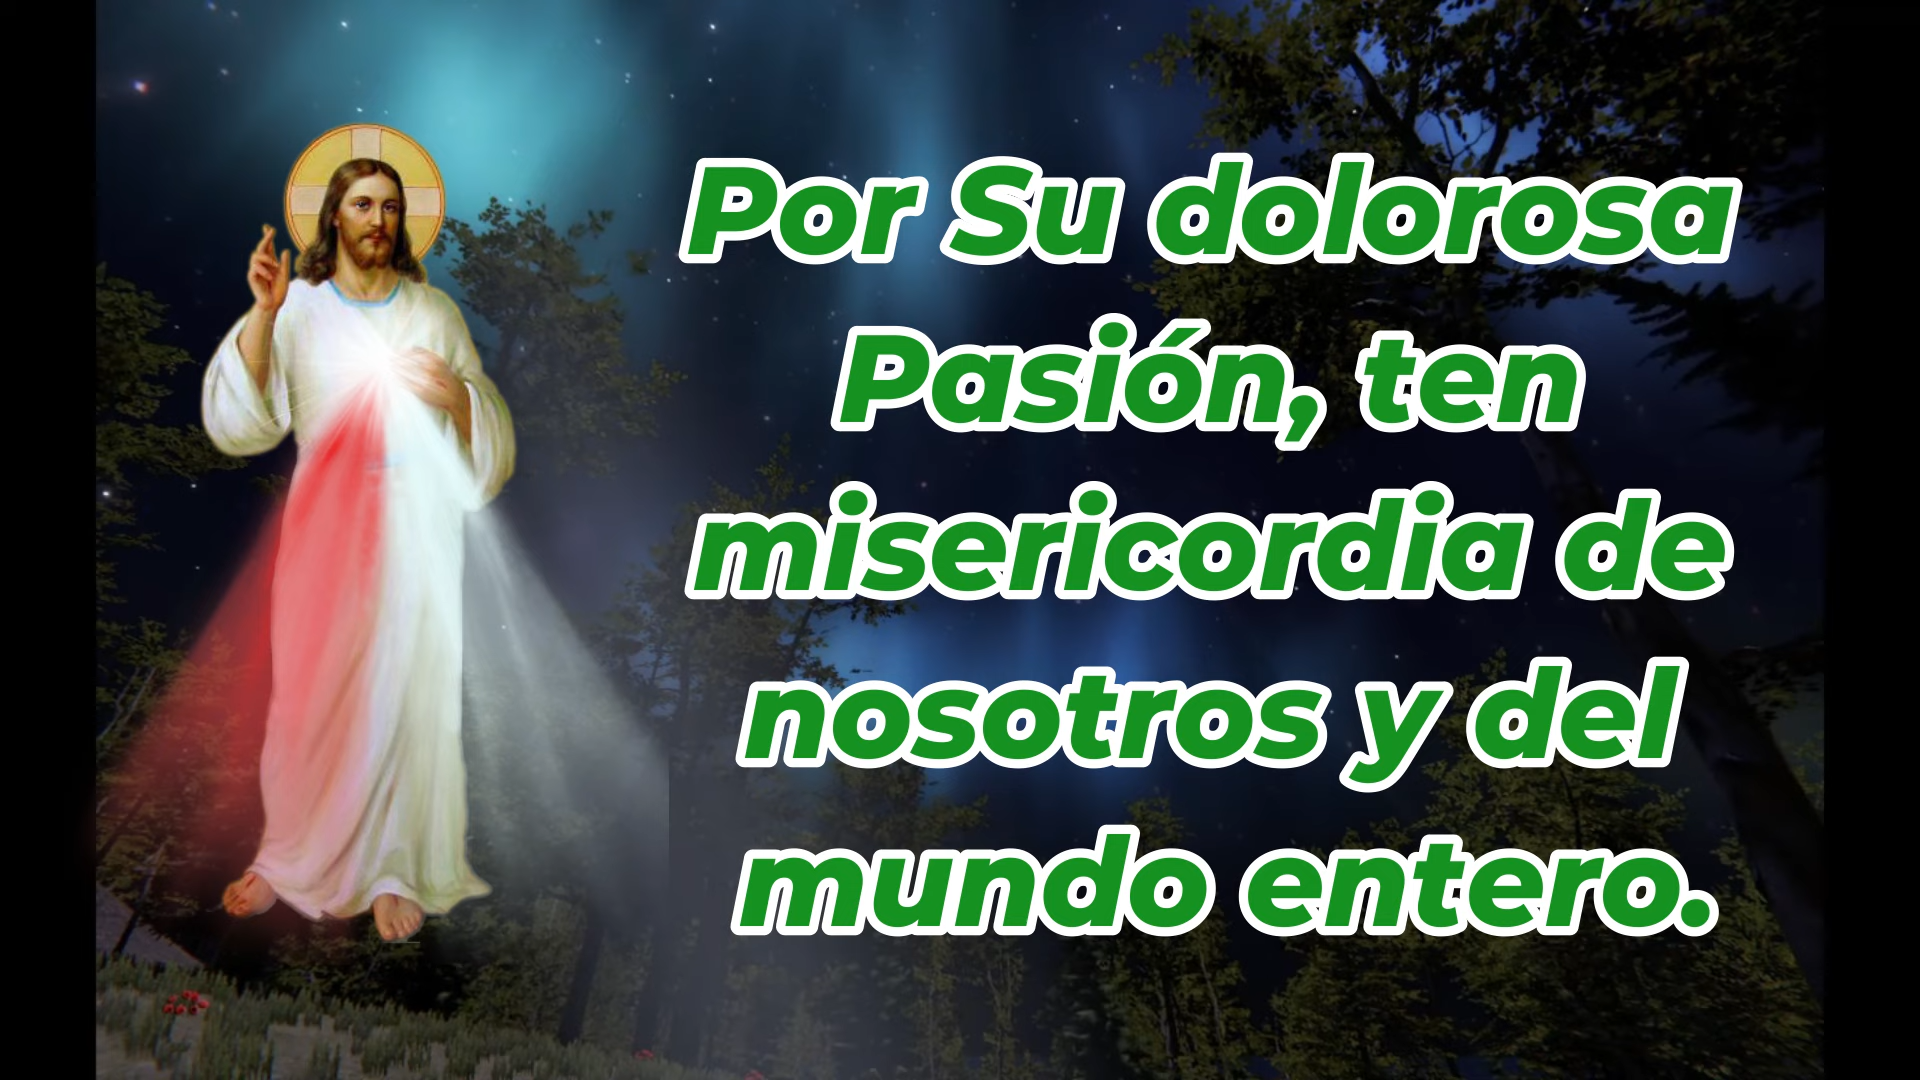 Por Su dolorosa
Pasión, ten
misericordia de
nosotros y del
mundo entero.